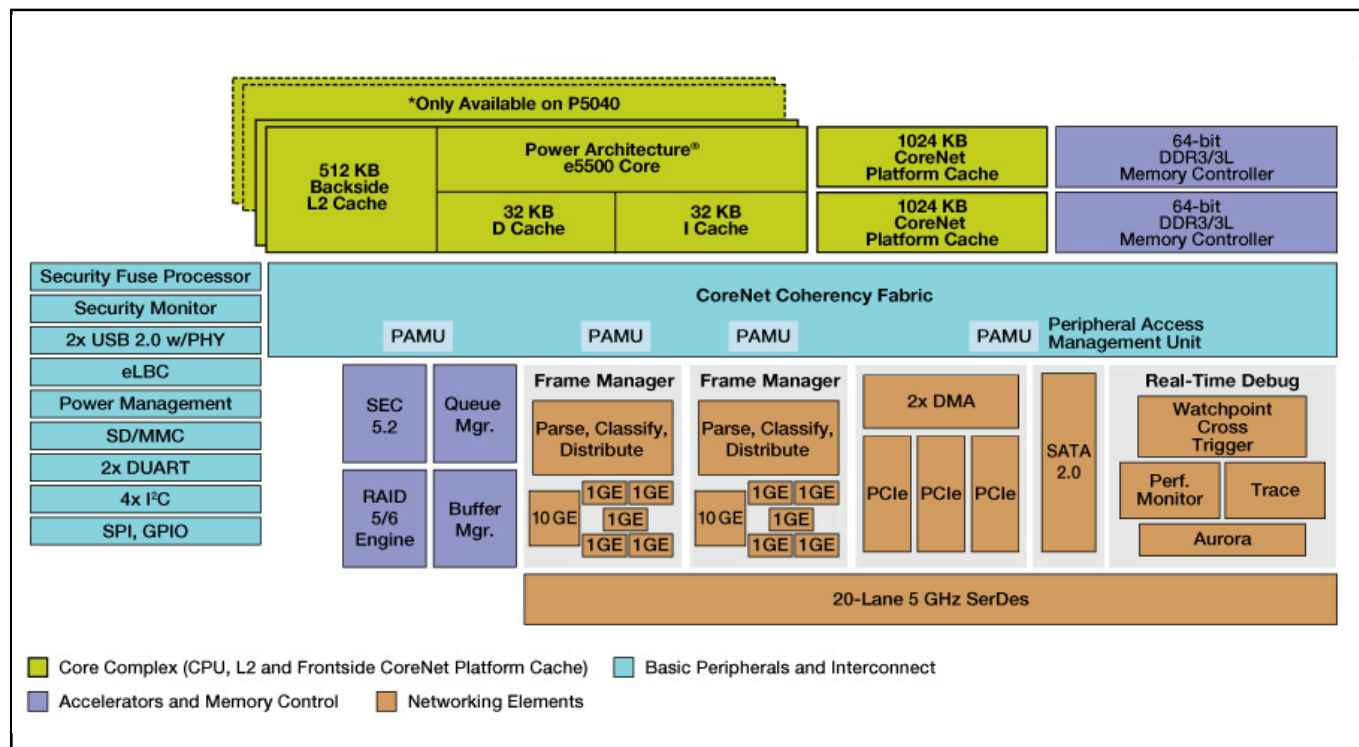 *Only Available on P5040
512 KB
Backside
L2 Cache
Power Architecture®
e5500 Core
32 KB
D Cache
32 KB
I Cache
1024 KB
CoreNet
Platform Cache
1024 KB
CoreNet
Platform Cache
64-bit
DDR3/3L
Memory Controller
64-bit
DDR3/3L
Memory Controller
Security Fuse Processor
Security Monitor
2x USB 2.0 w/PHY
eLBC
Power Management
SD/MMC
2x DUART
4x I²C
SPI, GPIO
CoreNet Coherency Fabric
PAMU
PAMU
PAMU
PAMU
Peripheral Access
Management Unit
SEC
5.2
Queue
Mgr.
RAID
5/6
Engine
Buffer
Mgr.
Frame Manager
Parse, Classify,
Distribute
10 GE
1GE
1GE
1GE
1GE
1GE
Frame Manager
Parse, Classify,
Distribute
10 GE
1GE
1GE
1GE
1GE
1GE
2x DMA
PCIe
PCIe
PCIe
SATA
2.0
Real-Time Debug
Watchpoint
Cross
Trigger
Perf.
Monitor
Trace
Aurora
20-Lane 5 GHz SerDes
Core Complex (CPU, L2 and Frontside CoreNet Platform Cache)
Basic Peripherals and Interconnect
Accelerators and Memory Control
Networking Elements